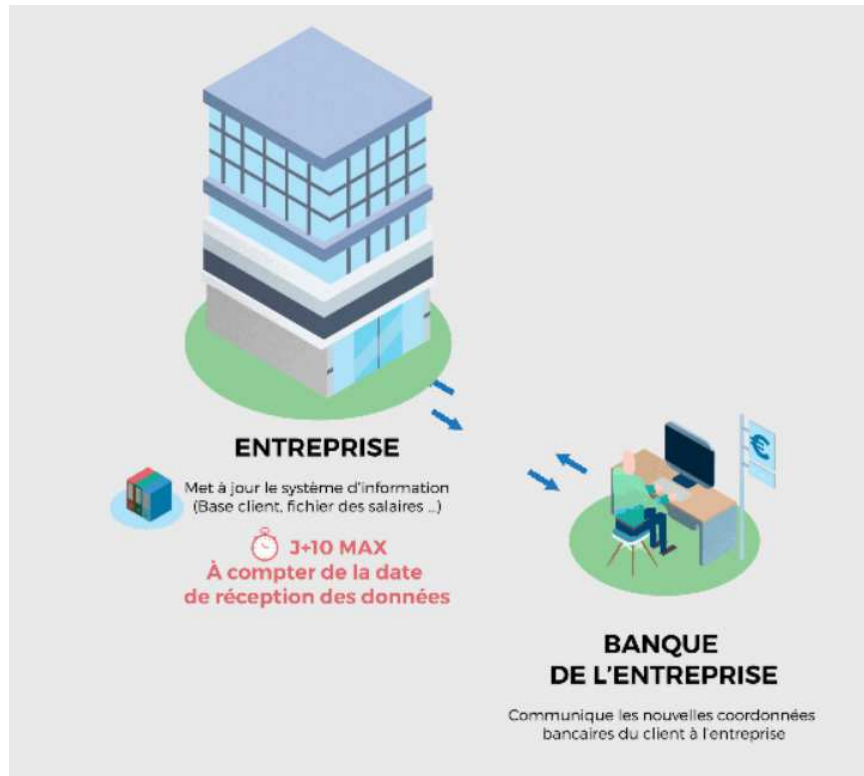 ENTREPRISE
Met à jour le système d'information
(Base client, fichier des salaires ...)
J+10 MAX
À compter de la date
de réception des données
€
BANQUE
DE L'ENTREPRISE
Communique les nouvelles coordonnées
bancaires du client à l'entreprise